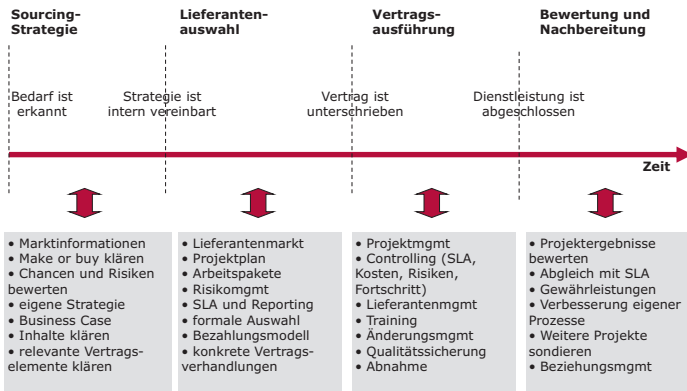 Sourcing-
Strategie
Lieferanten-
auswahl
Vertrags-
ausführung
Bewertung und
Nachbereitung
Bedarf ist
erkannt
Strategie ist
intern vereinbart
Vertrag ist
unterschrieben
Dienstleistung ist
abgeschlossen
Zeit
• Marktinformationen
• Make or buy klären
• Chancen und Risiken
bewerten
• eigene Strategie
• Business Case
• Inhalte klären
• relevante Vertrags-
elemente klären
• Lieferantenmarkt
• Projektplan
• Arbeitspakete
• Risikomgmt
• SLA und Reporting
• formale Auswahl
• Bezahlungsmodell
• konkrete Vertrags-
verhandlungen
• Projektmgmt
• Controlling (SLA,
Kosten, Risiken,
Fortschritt)
• Lieferantenmgmt
• Training
• Änderungsmgmt
• Qualitätssicherung
• Abnahme
• Projektergebnisse
bewerten
• Abgleich mit SLA
• Gewährleistungen
• Verbesserung eigener
Prozesse
• Weitere Projekte
sondieren
• Beziehungsmgmt